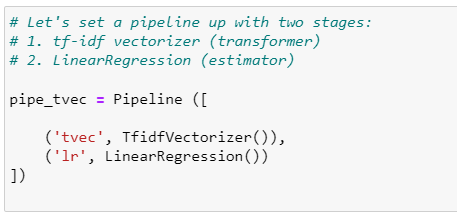 # Let's set a pipeline up with two stages:
# 1. tf-idf vectorizer (transformer)
# 2. LinearRegression (estimator)
pipe_tvec = Pipeline ([
    ('tvec', TfidfVectorizer()),
    ('lr', LinearRegression())
])